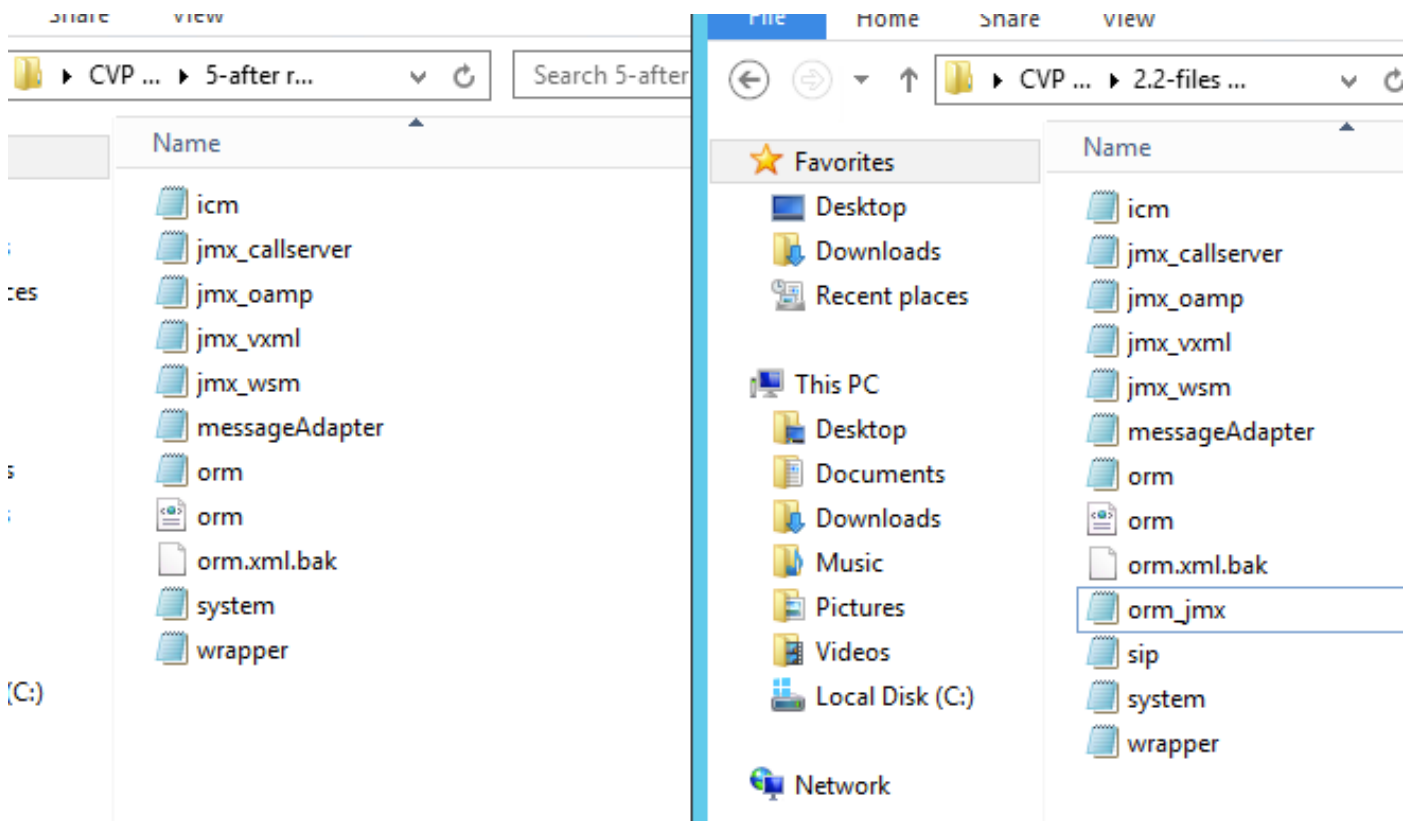 Share View
CVP ... 5-after r... Search 5-after
Name
icm
jmx_callserver
jmx_oamp
jmx_vxml
jmx_wsm
messageAdapter
orm
orm
orm.xml.bak
system
wrapper
(C:)
File Home Share View
CVP ... 2.2-files ...
Favorites
Desktop
Downloads
Recent places
This PC
Desktop
Documents
Downloads
Music
Pictures
Videos
Local Disk (C:)
Network
Name
icm
jmx_callserver
jmx_oamp
jmx_vxml
jmx_wsm
messageAdapter
orm
orm
orm.xml.bak
orm_jmx
sip
system
wrapper